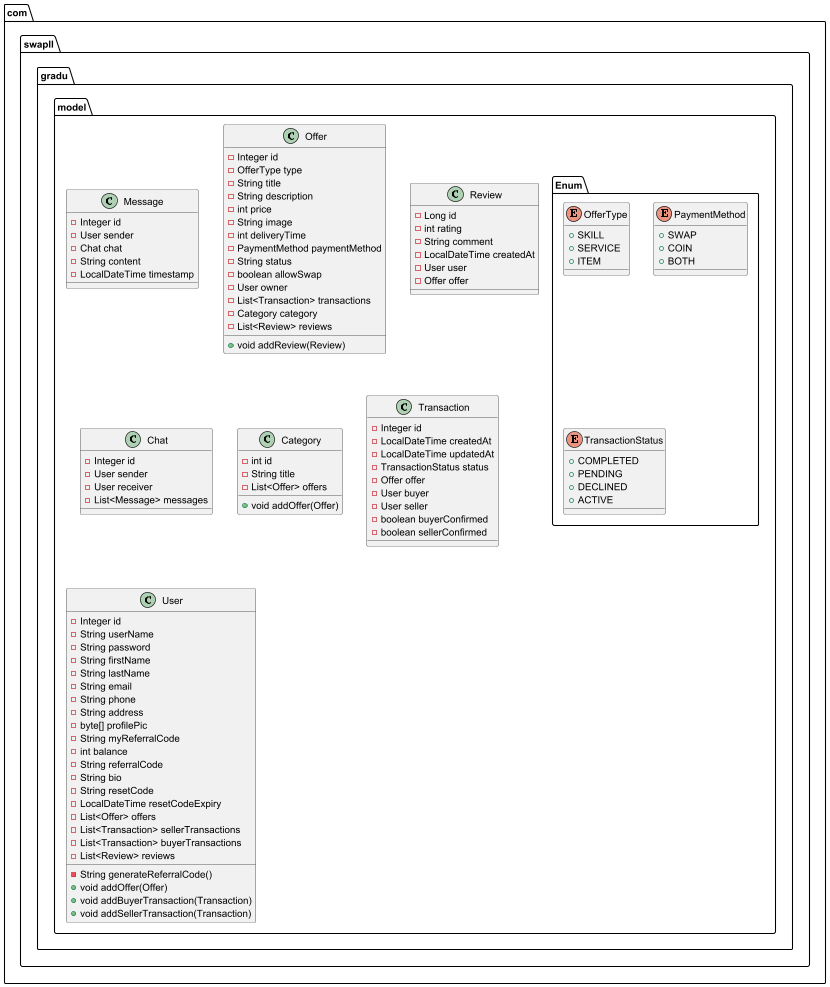 com
swapll
gradu
model
C Message
Integer id
User sender
Chat chat
String content
LocalDateTime timestamp
C Offer
Integer id
OfferType type
String title
String description
int price
String image
int deliveryTime
PaymentMethod paymentMethod
String status
boolean allowSwap
User owner
List<Transaction> transactions
Category category
List<Review> reviews
void addReview(Review)
C Review
Long id
int rating
String comment
LocalDateTime createdAt
User user
Offer offer
Enum
E OfferType
SKILL
SERVICE
ITEM
E PaymentMethod
SWAP
COIN
BOTH
C Chat
Integer id
User sender
User receiver
List<Message> messages
C Category
int id
String title
List<Offer> offers
void addOffer(Offer)
C Transaction
Integer id
LocalDateTime createdAt
LocalDateTime updatedAt
TransactionStatus status
Offer offer
User buyer
User seller
boolean buyerConfirmed
boolean sellerConfirmed
E TransactionStatus
COMPLETED
PENDING
DECLINED
ACTIVE
C User
Integer id
String userName
String password
String firstName
String lastName
String email
String phone
String address
byte[] profilePic
String myReferralCode
int balance
String referralCode
String bio
String resetCode
LocalDateTime resetCodeExpiry
List<Offer> offers
List<Transaction> sellerTransactions
List<Transaction> buyerTransactions
List<Review> reviews
String generateReferralCode()
void addOffer(Offer)
void addBuyerTransaction(Transaction)
void addSellerTransaction(Transaction)